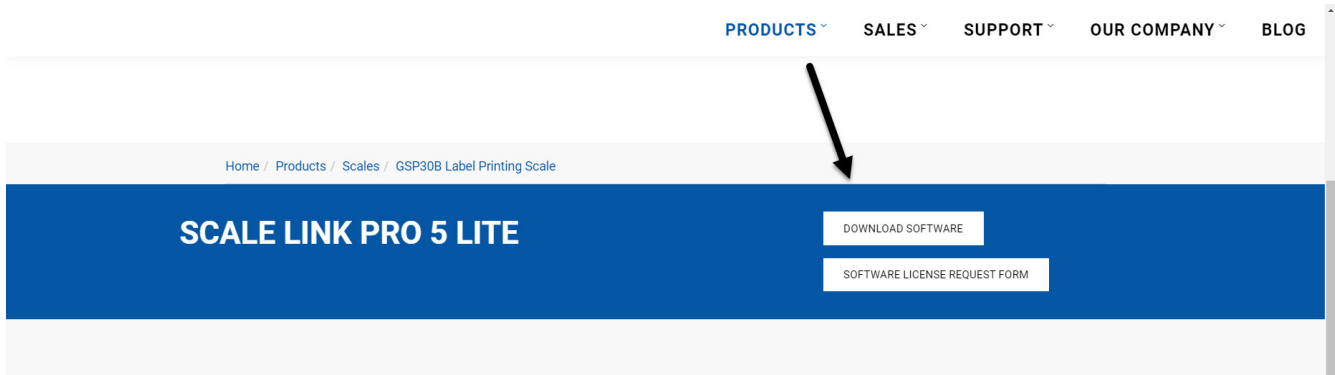 PRODUCTS SALES SUPPORT OUR COMPANY BLOG
Home / Products / Scales / GSP30B Label Printing Scale
SCALE LINK PRO 5 LITE
DOWNLOAD SOFTWARE
SOFTWARE LICENSE REQUEST FORM